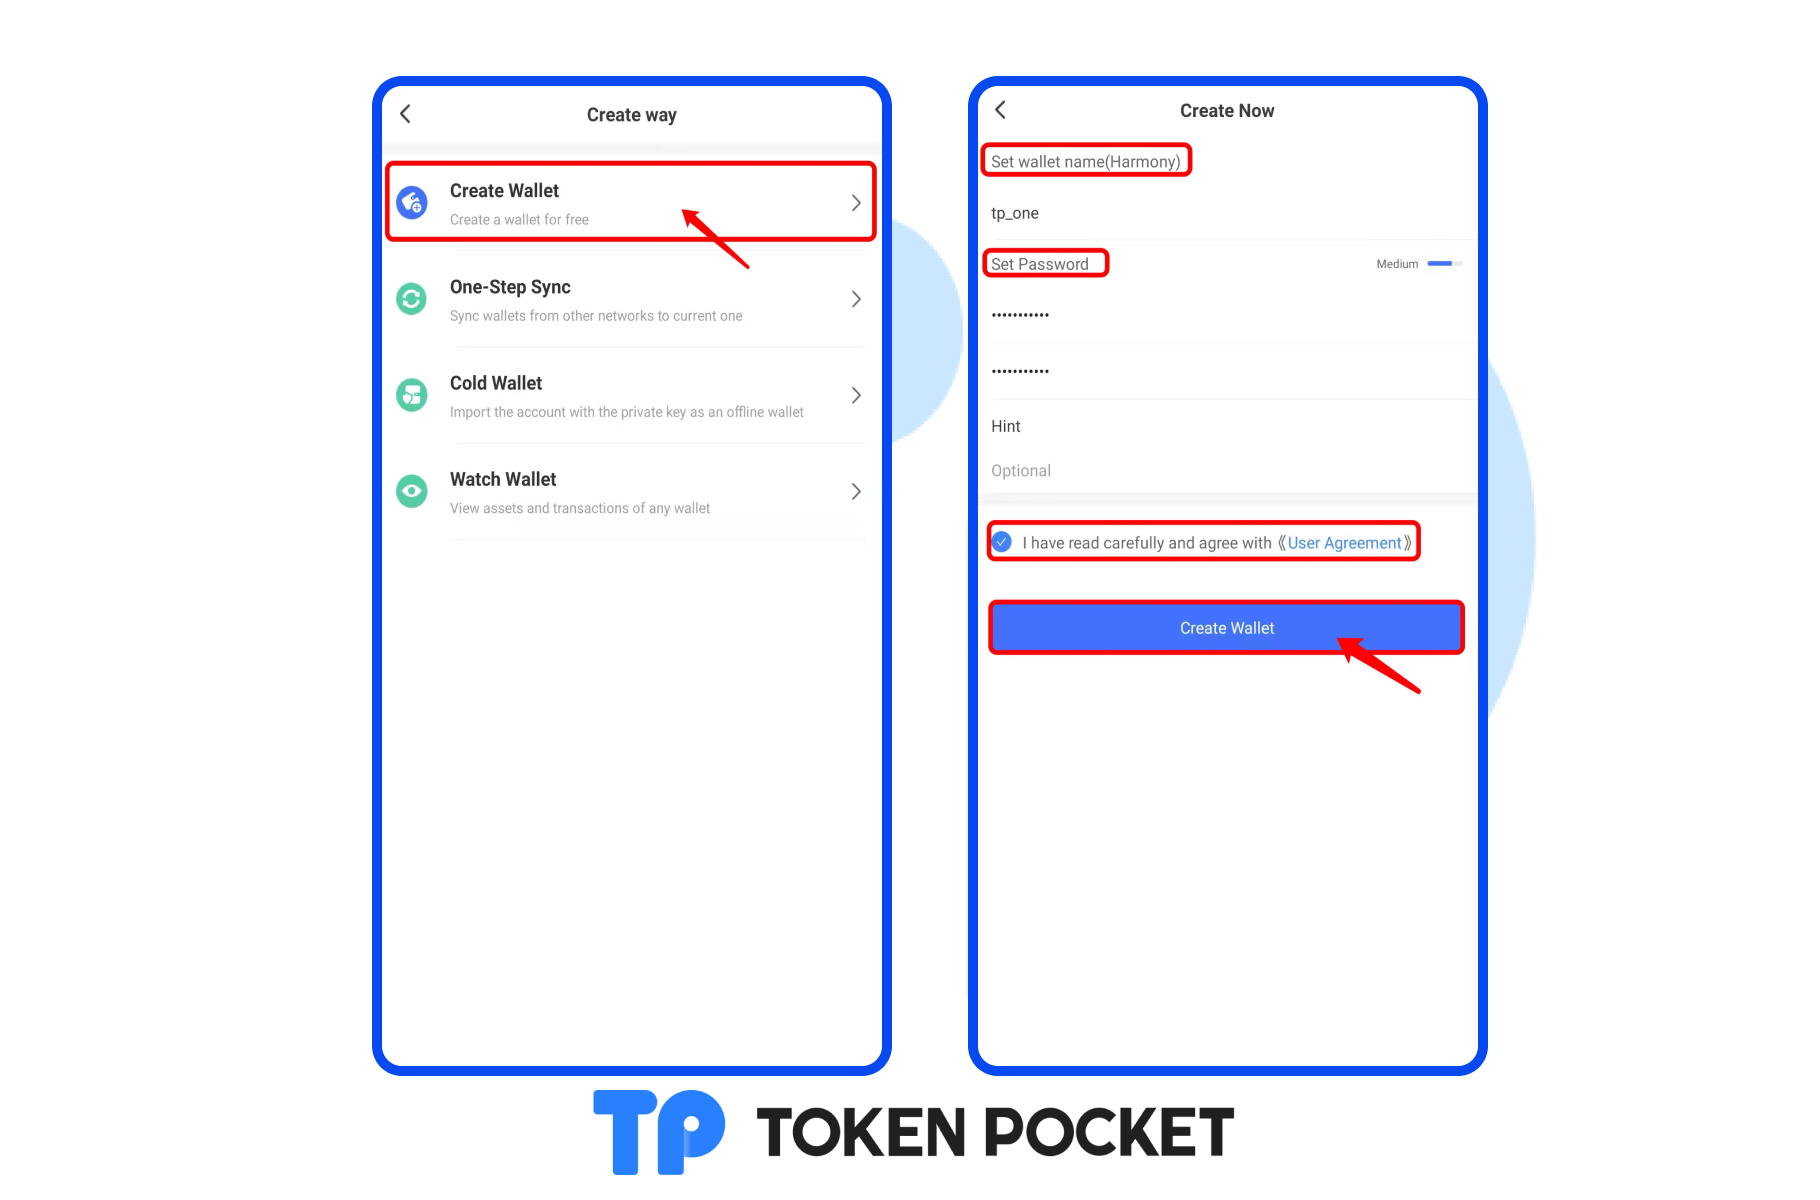 Create way
Create Wallet
Create a wallet for free
One-Step Sync
Sync wallets from other networks to current one
Cold Wallet
Import the account with the private key as an offline wallet
Watch Wallet
View assets and transactions of any wallet
Create Now
Set wallet name(Harmony)
tp_one
Set Password
Medium
•••••••••••
•••••••••••
Hint
Optional
I have read carefully and agree with《User Agreement》
Create Wallet
TP TOKEN POCKET